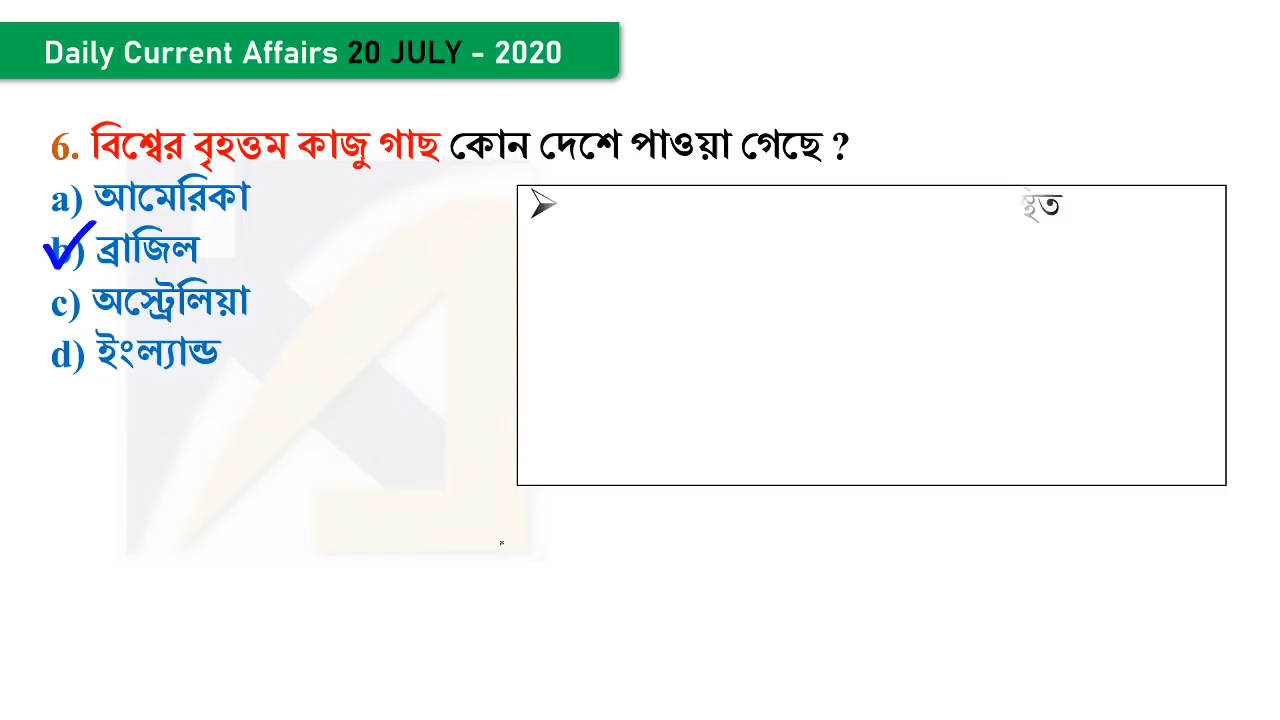 Daily Current Affairs 20 JULY - 2020
6. বিশ্বের বৃহত্তম কাজু গাছ কোন দেশে পাওয়া গেছে ?
a) আমেরিকা
b) ব্রাজিল
c) অস্ট্রেলিয়া
d) ইংল্যান্ড